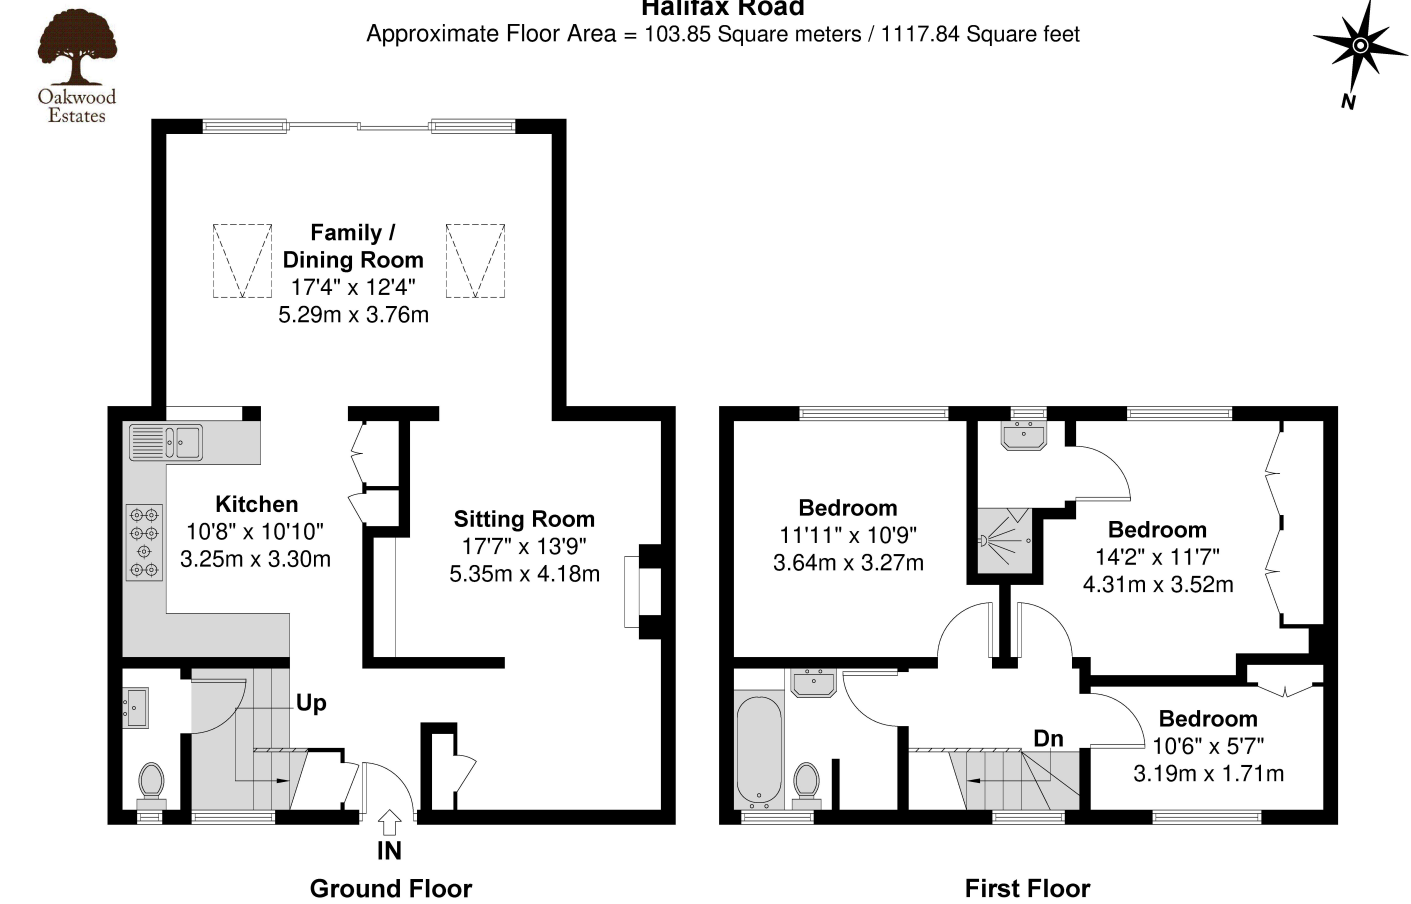 Halifax Road
Approximate Floor Area = 103.85 Square meters / 1117.84 Square feet
Oakwood
Estates
N
Family /
Dining Room
17'4" x 12'4"
5.29m x 3.76m
Kitchen
10'8" x 10'10"
3.25m x 3.30m
Sitting Room
17'7" x 13'9"
5.35m x 4.18m
Up
IN
Ground Floor
Bedroom
11'11" x 10'9"
3.64m x 3.27m
Bedroom
14'2" x 11'7"
4.31m x 3.52m
Bedroom
10'6" x 5'7"
3.19m x 1.71m
Dn
First Floor